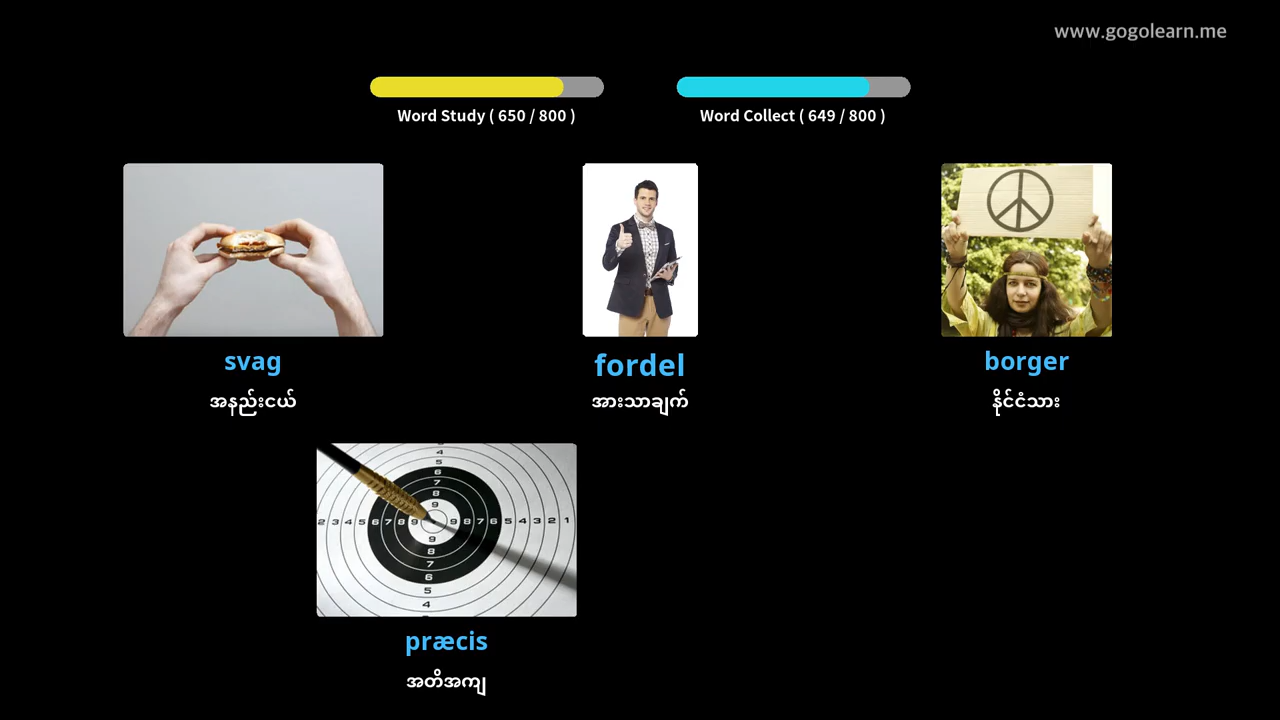 www.gogolearn.me
Word Study ( 650 / 800 )
Word Collect ( 649 / 800 )
svag
အနည်းငယ်
fordel
အားသာချက်
borger
နိုင်ငံသား
præcis
အတိအကျ